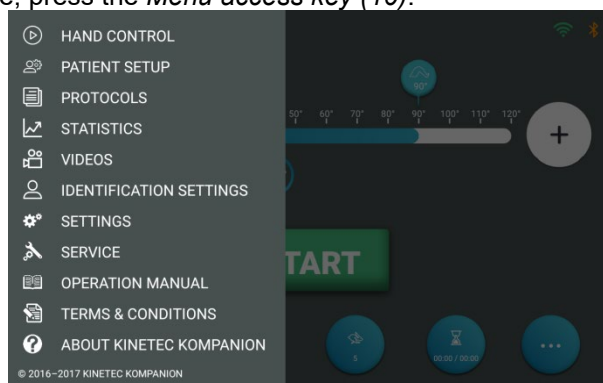 e, press the Menu access key (10).
HAND CONTROL
PATIENT SETUP
PROTOCOLS
STATISTICS
VIDEOS
IDENTIFICATION SETTINGS
SETTINGS
SERVICE
OPERATION MANUAL
TERMS & CONDITIONS
ABOUT KINETEC KOMPANION
© 2016-2017 KINETEC KOMPANION
90°
50° 60° 70° 80° 90° 100° 110° 120°
+
TART
5
00:00 / 00:00
...